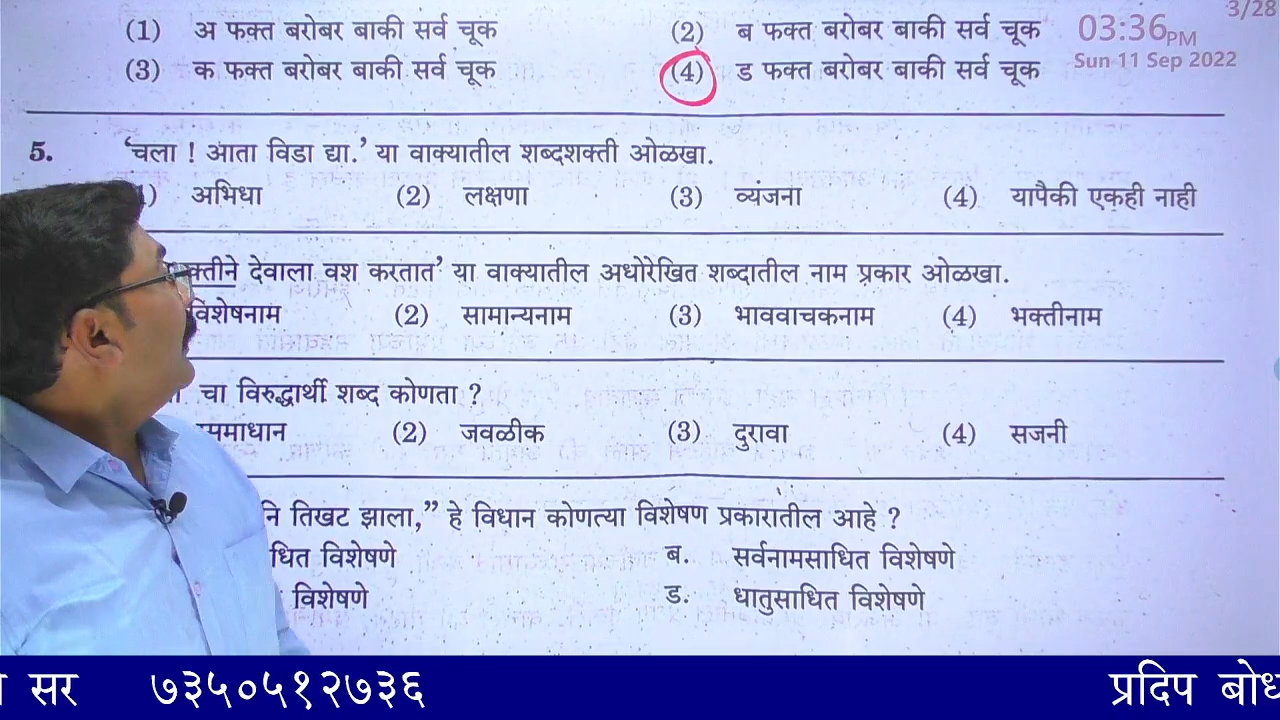 (1) अ फक्त बरोबर बाकी सर्व चूक (2) ब फक्त बरोबर बाकी सर्व चूक
03:36 PM
3/28
Sun 11 Sep 2022
(3) क फक्त बरोबर बाकी सर्व चूक (4) ड फक्त बरोबर बाकी सर्व चूक
5. ‘चला ! आता विडा द्या.’ या वाक्यातील शब्दशक्ती ओळखा.
1) अभिधा (2) लक्षणा (3) व्यंजना (4) यापैकी एकही नाही
क्तीने देवाला वश करतात’ या वाक्यातील अधोरेखित शब्दातील नाम प्रकार ओळखा.
विशेषनाम (2) सामान्यनाम (3) भाववाचकनाम (4) भक्तीनाम
चा विरुद्धार्थी शब्द कोणता ?
(2) जवळीक (3) दुरावा (4) सजनी
नि तिखट झाला,” हे विधान कोणत्या विशेषण प्रकारातील आहे ?
धित विशेषणे ब. सर्वनामसाधित विशेषणे
विशेषणे ड. धातुसाधित विशेषणे
सर ७३५०५१२७३६ प्रदिप बोध